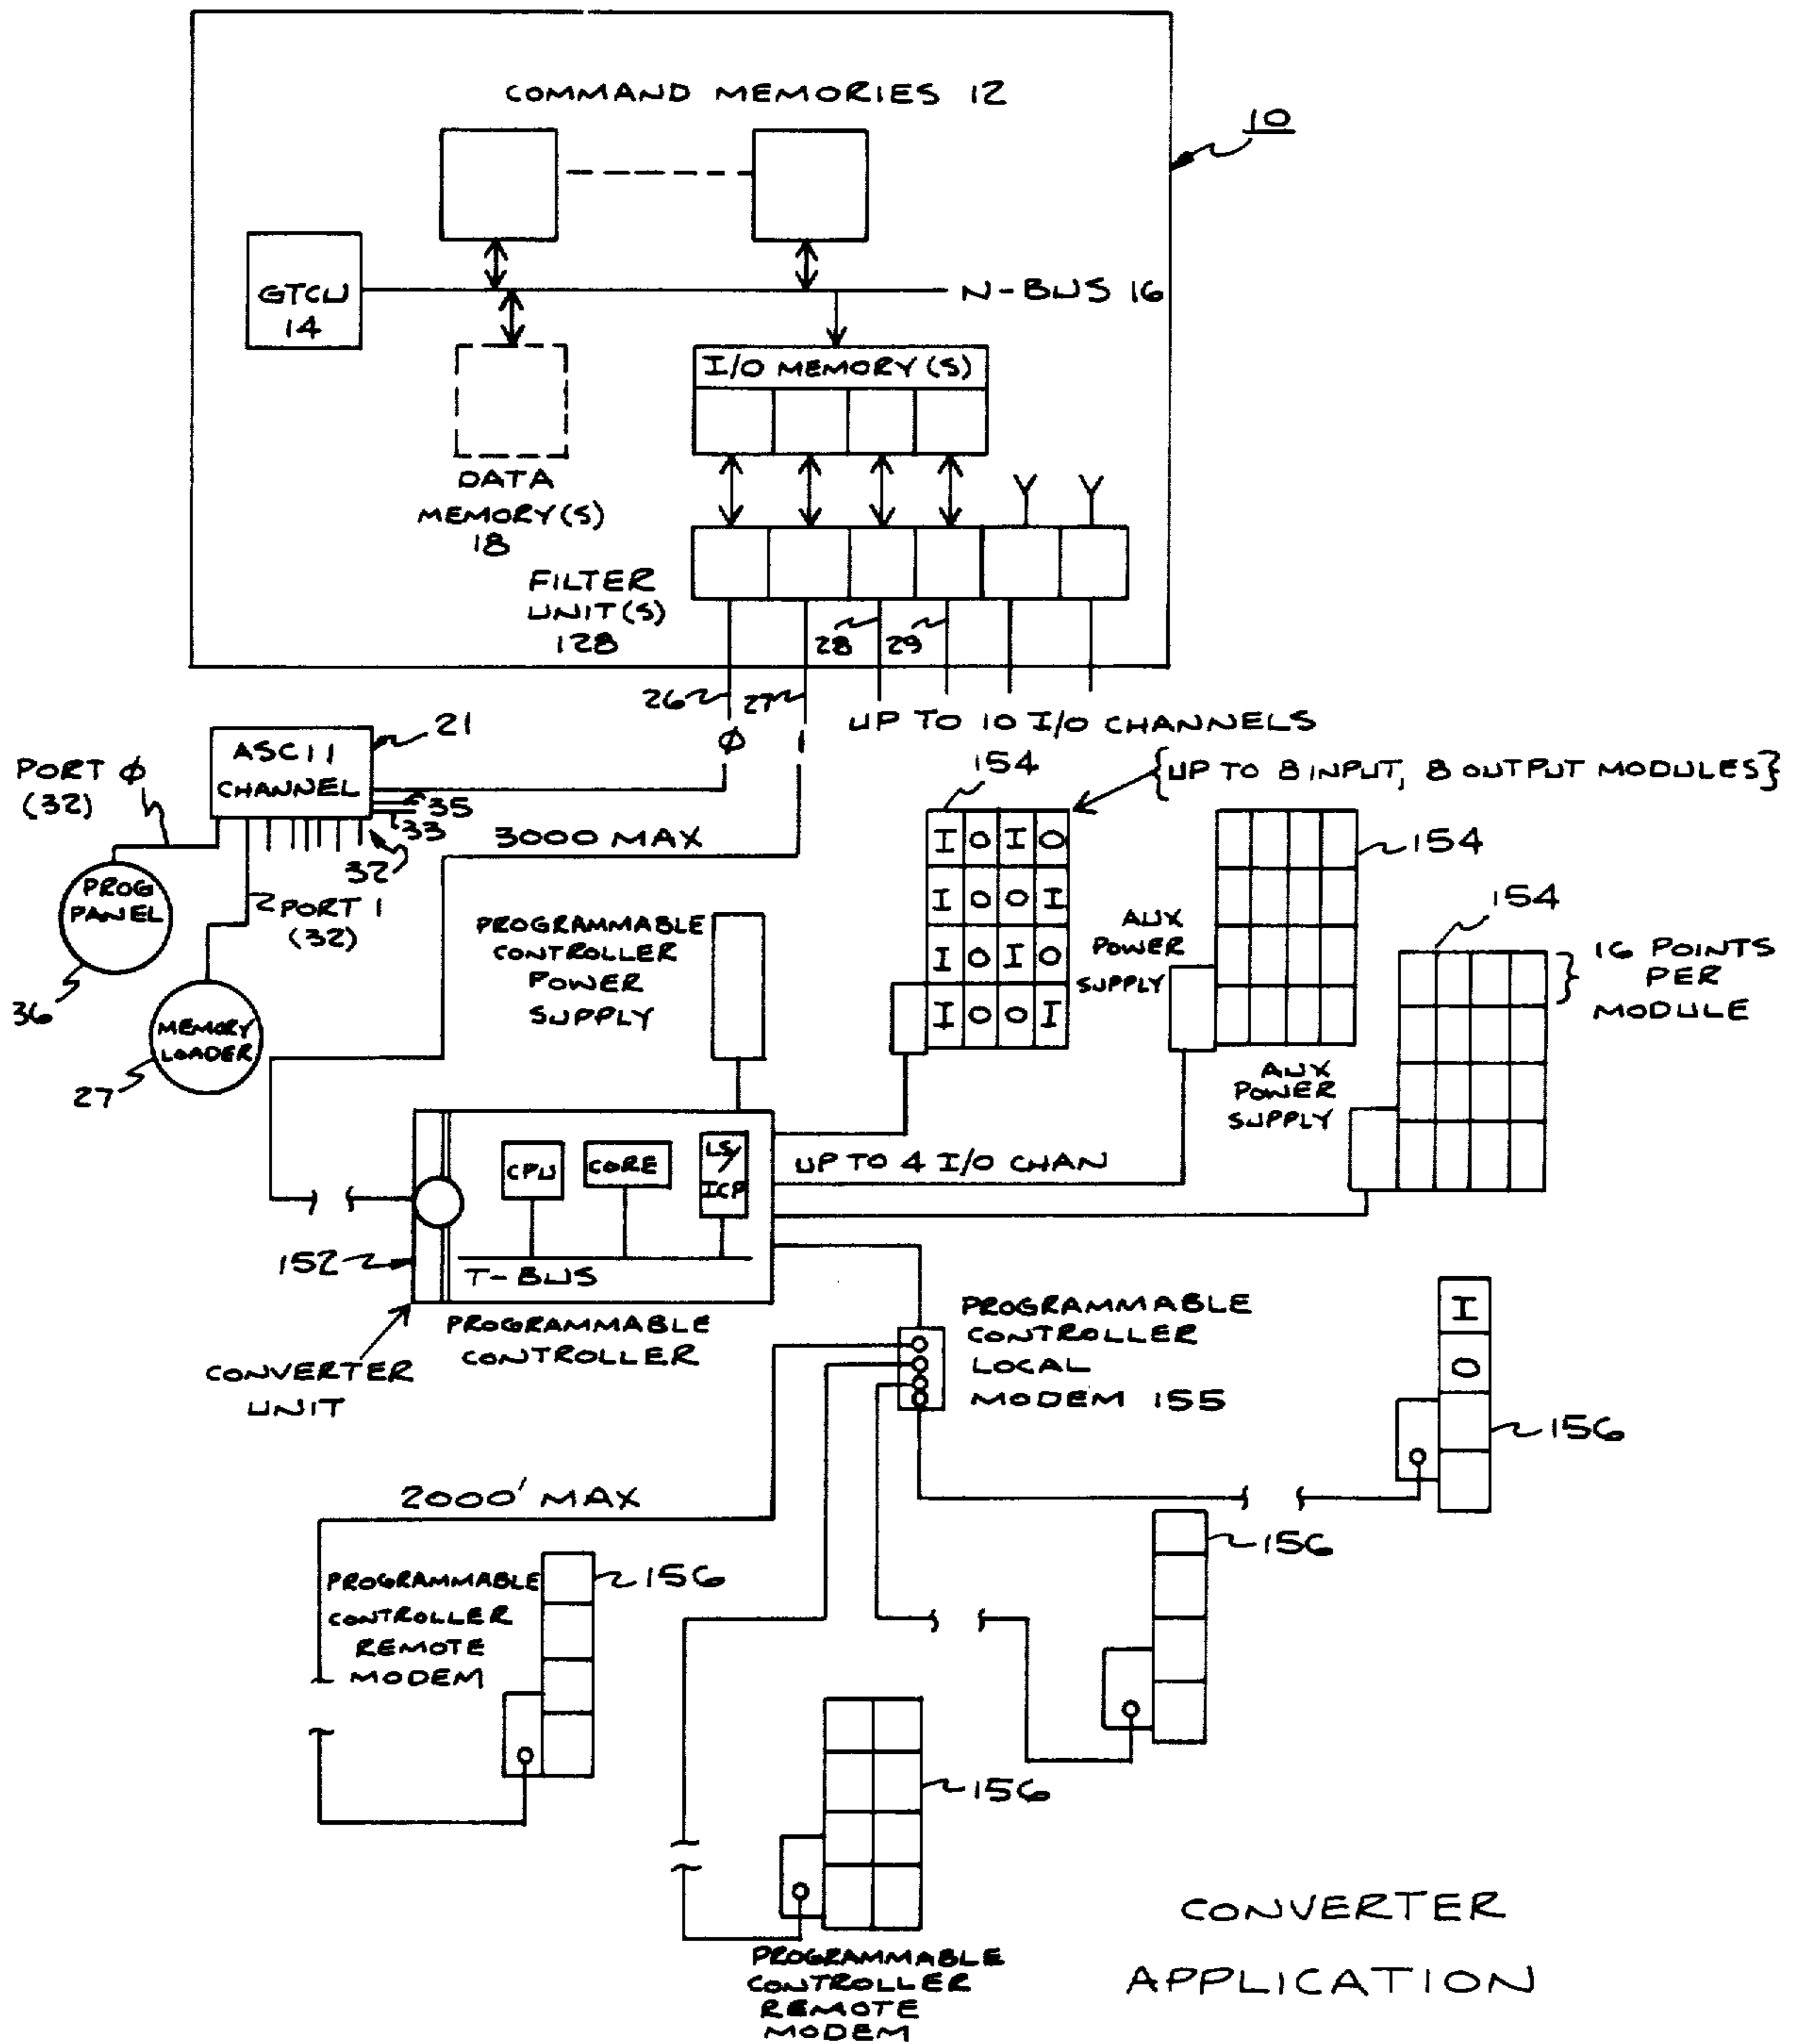 COMMAND MEMORIES 12
10
GTCU
14
N-BUS 16
I/O MEMORY(S)
DATA
MEMORY(S)
18
FILTER
UNIT(S)
128
28
29
26
27
Ø
1
UP TO 10 I/O CHANNELS
21
ASCII
CHANNEL
PORT Ø
(32)
35
33
32
3000 MAX
PROG
PANEL
36
PORT 1
(32)
MEMORY
LOADER
27
154
{UP TO 8 INPUT, 8 OUTPUT MODULES}
I O I O
I O O I
I O I O
I O O I
PROGRAMMABLE
CONTROLLER
POWER
SUPPLY
AUX
POWER
SUPPLY
154
154
16 POINTS
PER
MODULE
AUX
POWER
SUPPLY
CPU
CORE
LS/
ICP
UP TO 4 I/O CHAN
152
T-BUS
PROGRAMMABLE
CONTROLLER
CONVERTER
UNIT
PROGRAMMABLE
CONTROLLER
LOCAL
MODEM 155
I
O
156
2000' MAX
156
PROGRAMMABLE
CONTROLLER
REMOTE
MODEM
156
156
PROGRAMMABLE
CONTROLLER
REMOTE
MODEM
CONVERTER
APPLICATION